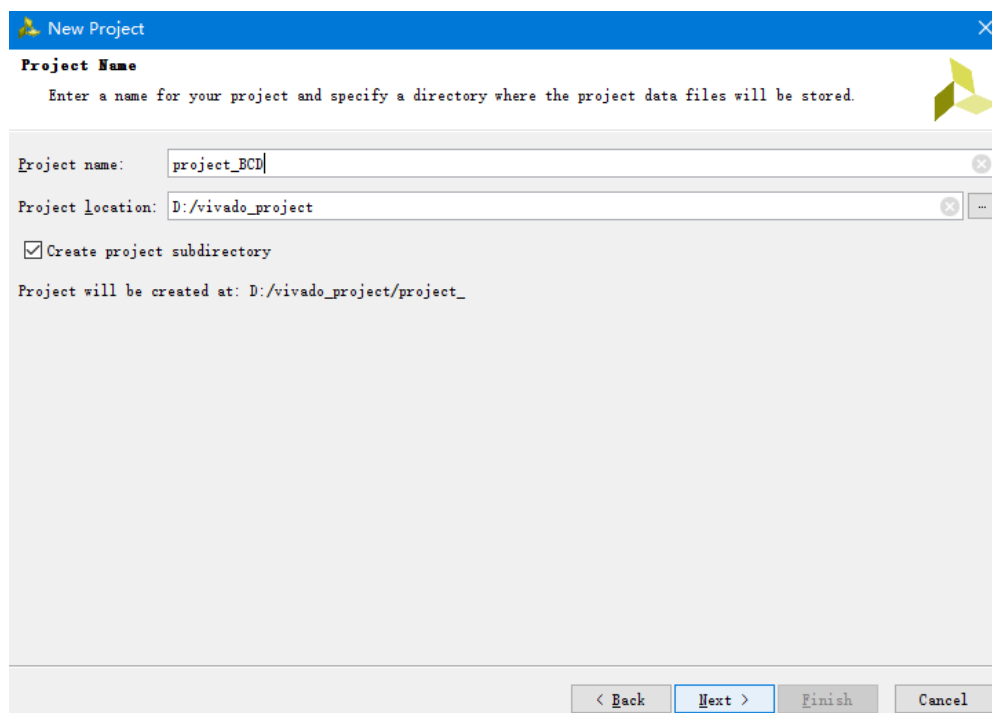 New Project
Project Name
Enter a name for your project and specify a directory where the project data files will be stored.
Project name: project_BCD
Project location: D:/vivado_project ...
Create project subdirectory
Project will be created at: D:/vivado_project/project_
< Back Next > Finish Cancel